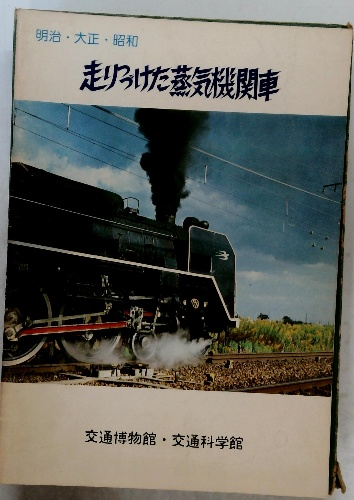 明治・大正・昭和
走りつづけた蒸気機関車
交通博物館・交通科学館